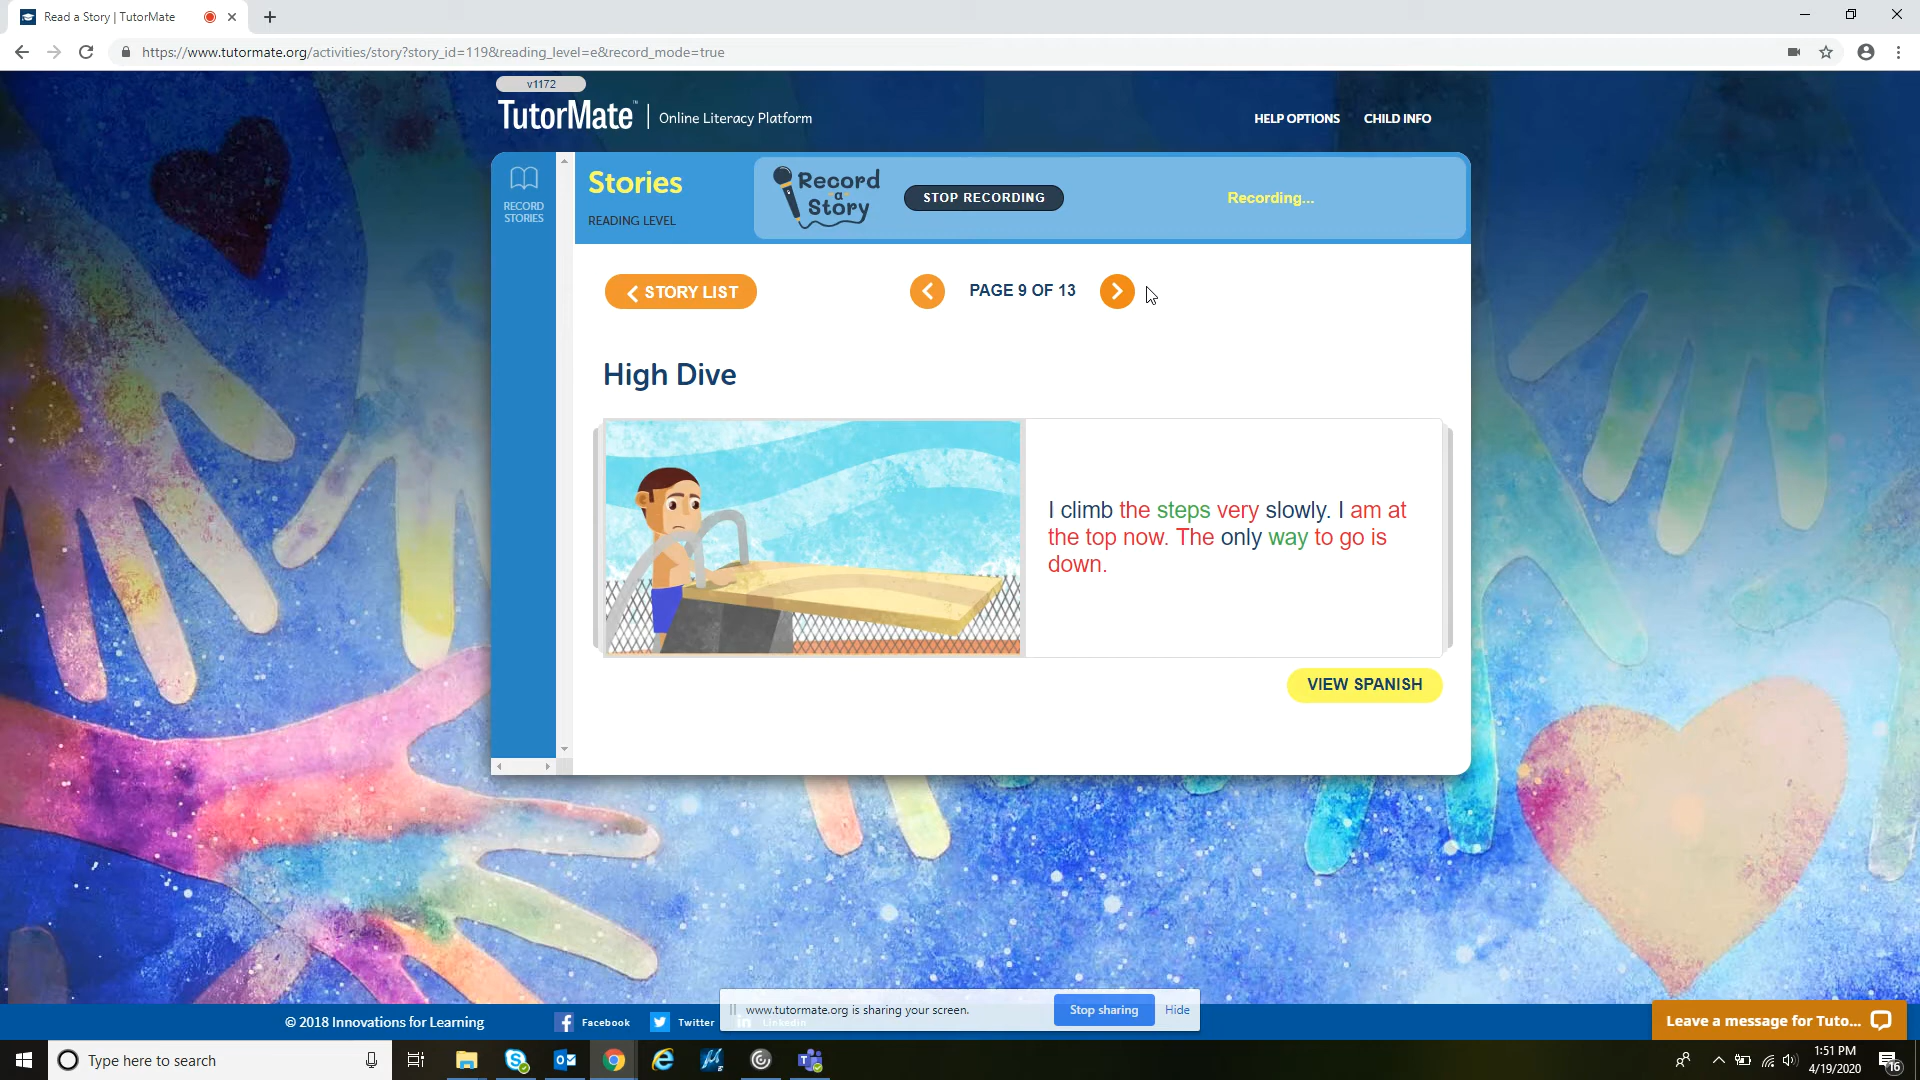 Read a Story | TutorMate
https://www.tutormate.org/activities/story?story_id=119&reading_level=e&record_mode=true
v1172
TutorMate™ | Online Literacy Platform
HELP OPTIONS
CHILD INFO
RECORD
STORIES
Stories
READING LEVEL
Record
a
Story
STOP RECORDING
Recording...
STORY LIST
PAGE 9 OF 13
High Dive
I climb the steps very slowly. I am at
the top now. The only way to go is
down.
VIEW SPANISH
© 2018 Innovations for Learning
Facebook
Twitter
www.tutormate.org is sharing your screen.
Stop sharing
Hide
Leave a message for Tuto...
Type here to search
1:51 PM
4/19/2020
16